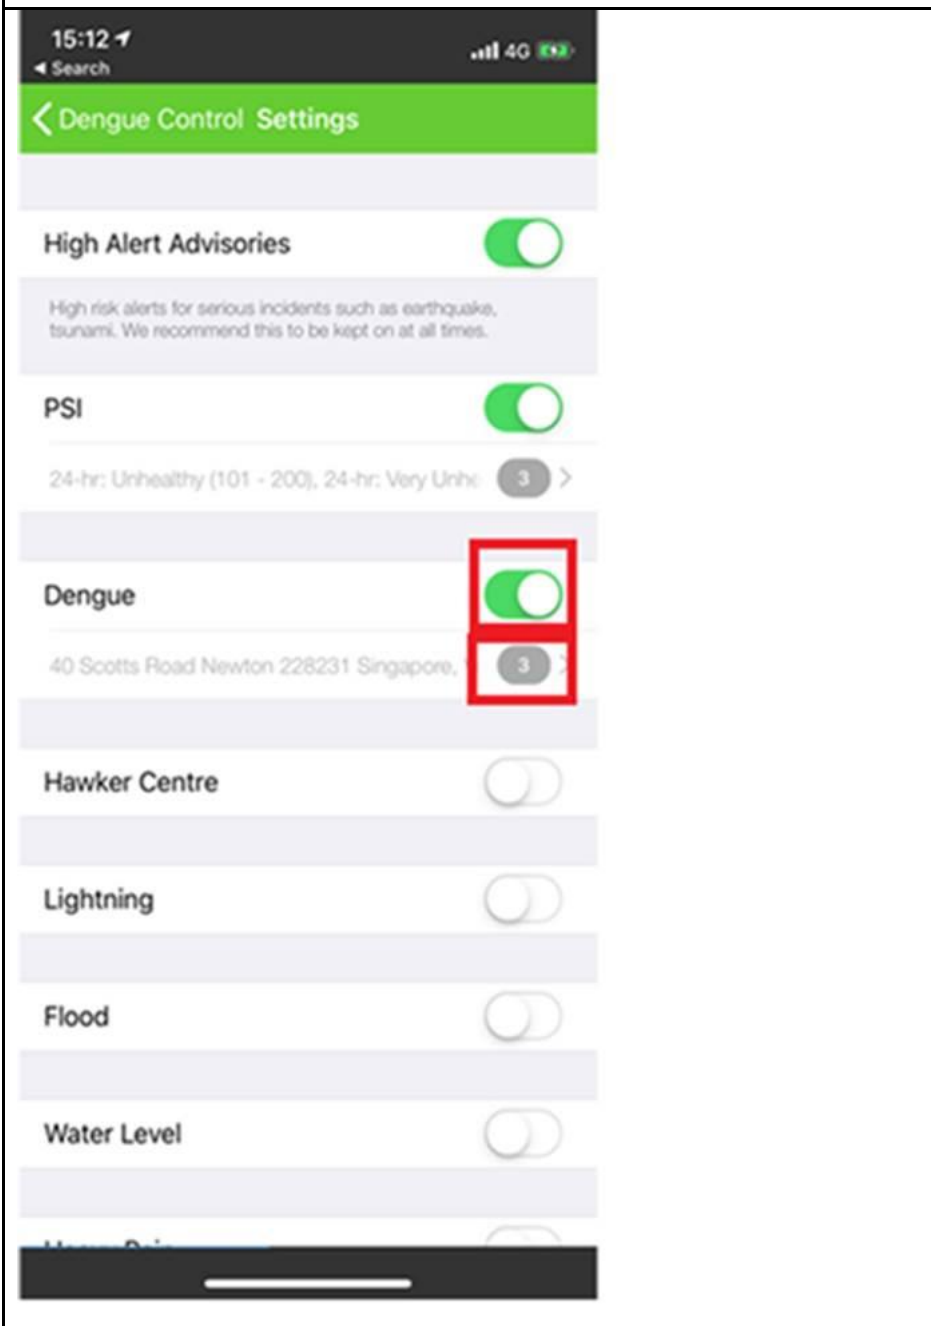 15:12
Search
4G
Dengue Control Settings
High Alert Advisories
High risk alerts for serious incidents such as earthquake,
tsunami. We recommend this to be kept on at all times.
PSI
24-hr: Unhealthy (101 - 200), 24-hr: Very Unhe
3
Dengue
40 Scotts Road Newton 228231 Singapore,
3
Hawker Centre
Lightning
Flood
Water Level